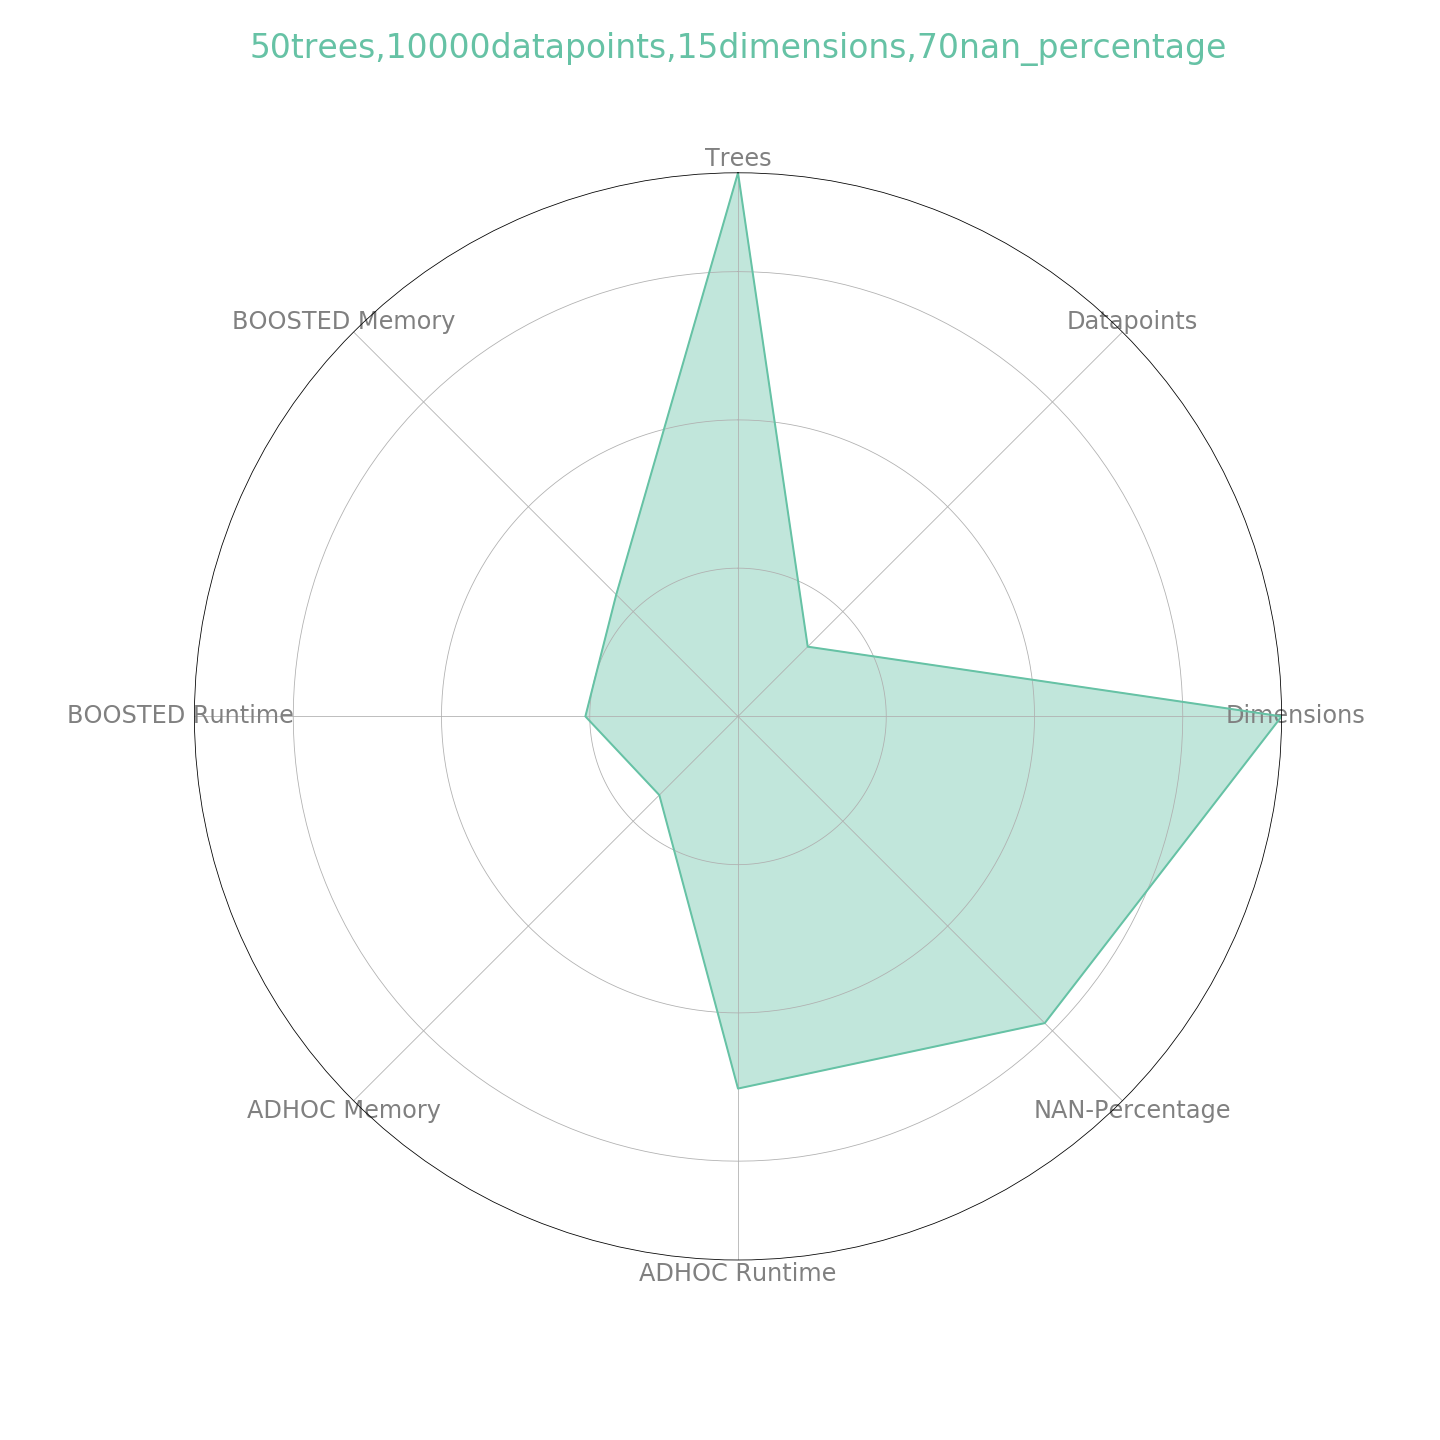 50trees,10000datapoints,15dimensions,70nan_percentage
Trees
BOOSTED Memory
Datapoints
BOOSTED Runtime
Dimensions
ADHOC Memory
NAN-Percentage
ADHOC Runtime